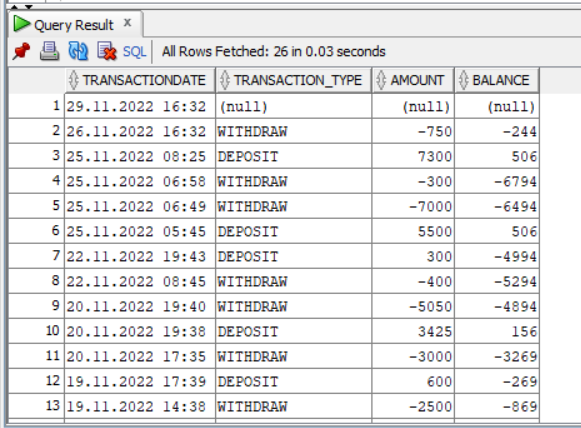 Query Result x
SQL All Rows Fetched: 26 in 0.03 seconds
TRANSACTIONDATE TRANSACTION_TYPE AMOUNT BALANCE
1 29.11.2022 16:32 (null) (null) (null)
2 26.11.2022 16:32 WITHDRAW -750 -244
3 25.11.2022 08:25 DEPOSIT 7300 506
4 25.11.2022 06:58 WITHDRAW -300 -6794
5 25.11.2022 06:49 WITHDRAW -7000 -6494
6 25.11.2022 05:45 DEPOSIT 5500 506
7 22.11.2022 19:43 DEPOSIT 300 -4994
8 22.11.2022 08:45 WITHDRAW -400 -5294
9 20.11.2022 19:40 WITHDRAW -5050 -4894
10 20.11.2022 19:38 DEPOSIT 3425 156
11 20.11.2022 17:35 WITHDRAW -3000 -3269
12 19.11.2022 17:39 DEPOSIT 600 -269
13 19.11.2022 14:38 WITHDRAW -2500 -869